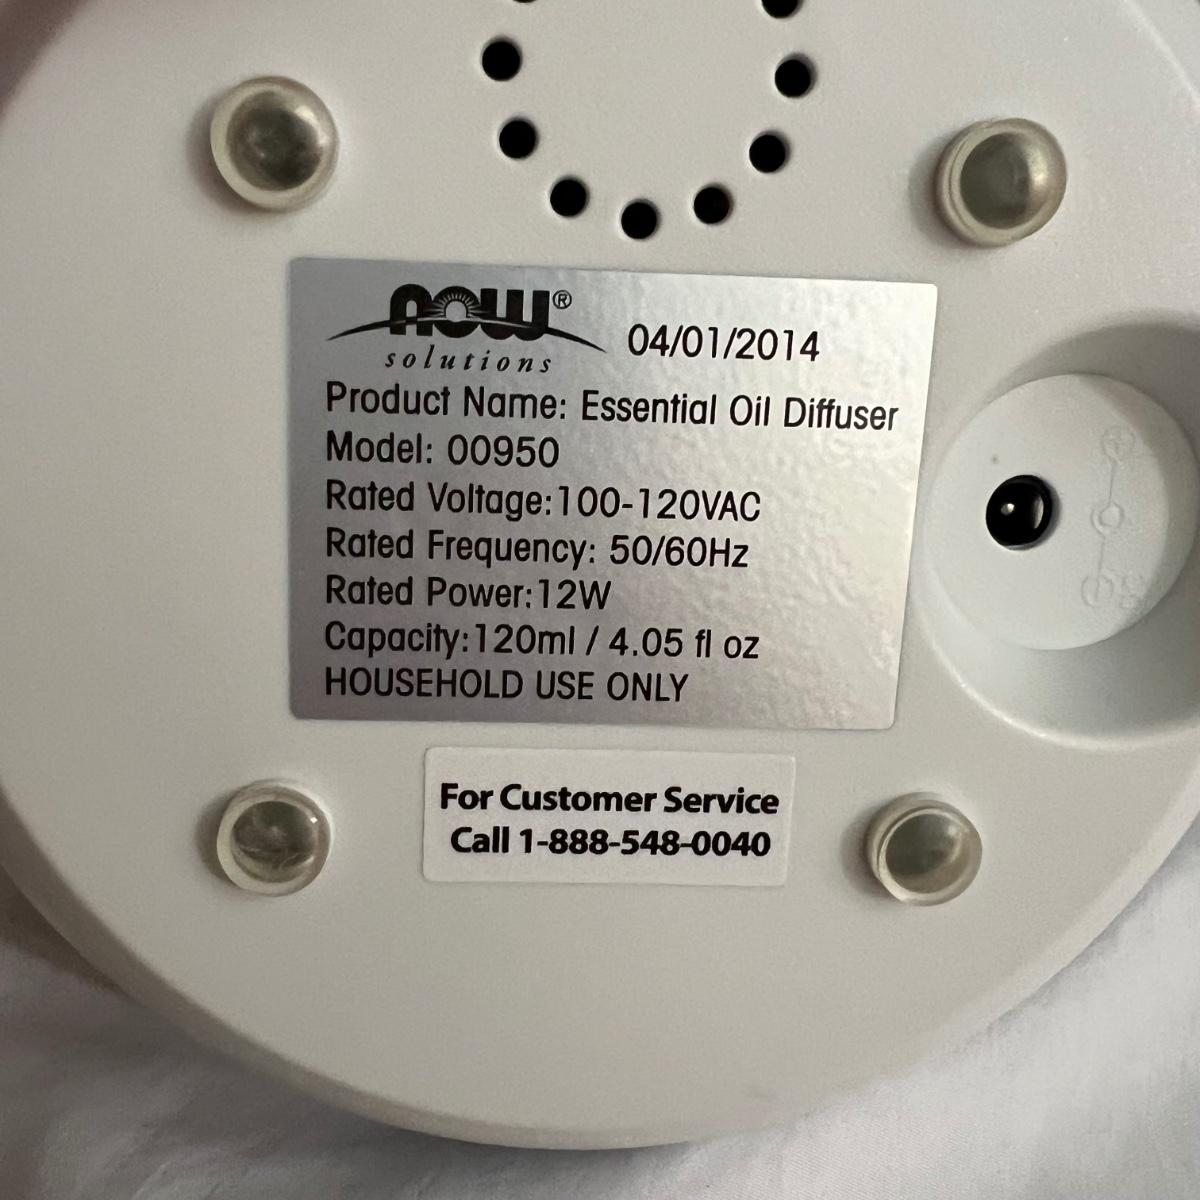 now® 04/01/2014
solutions
Product Name: Essential Oil Diffuser
Model: 00950
Rated Voltage:100-120VAC
Rated Frequency: 50/60Hz
Rated Power:12W
Capacity:120ml / 4.05 fl oz
HOUSEHOLD USE ONLY
For Customer Service
Call 1-888-548-0040